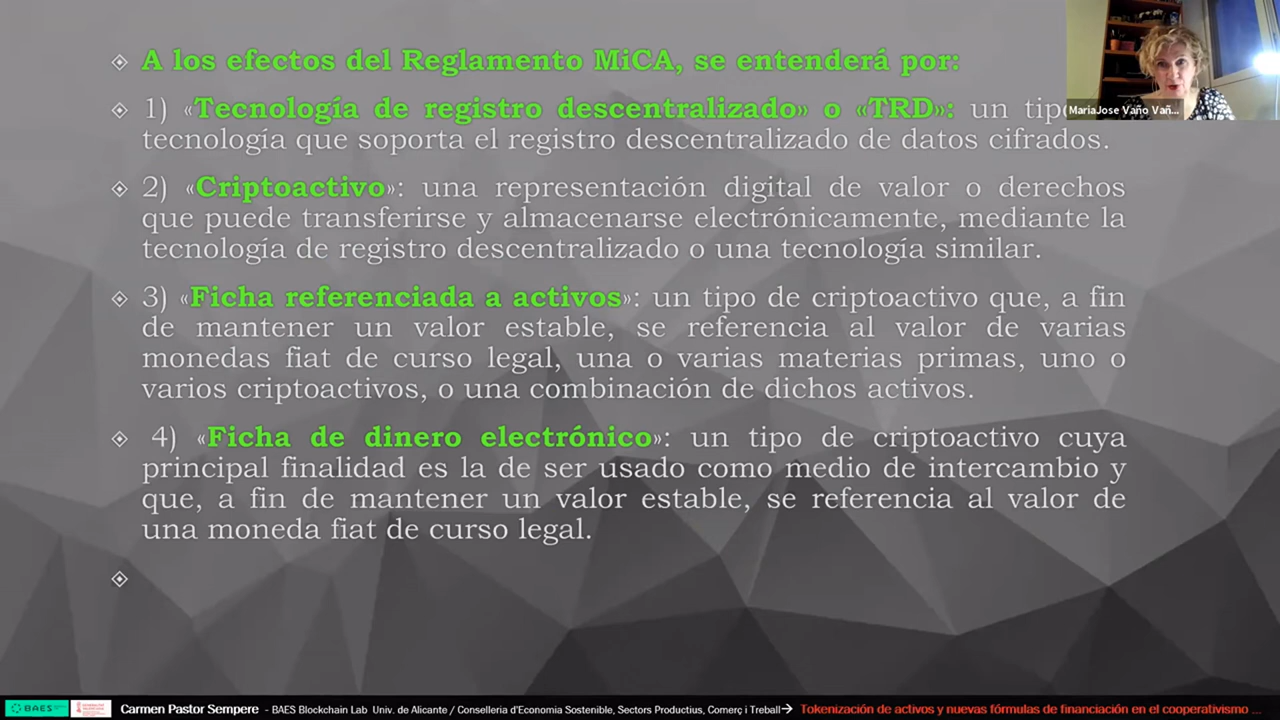 A los efectos del Reglamento MiCA, se entenderá por:
1) «Tecnología de registro descentralizado» o «TRD»: un tipo
tecnología que soporta el registro descentralizado de datos cifrados.
2) «Criptoactivo»: una representación digital de valor o derechos
que puede transferirse y almacenarse electrónicamente, mediante la
tecnología de registro descentralizado o una tecnología similar.
3) «Ficha referenciada a activos»: un tipo de criptoactivo que, a fin
de mantener un valor estable, se referencia al valor de varias
monedas fiat de curso legal, una o varias materias primas, uno o
varios criptoactivos, o una combinación de dichos activos.
4) «Ficha de dinero electrónico»: un tipo de criptoactivo cuya
principal finalidad es la de ser usado como medio de intercambio y
que, a fin de mantener un valor estable, se referencia al valor de
una moneda fiat de curso legal.
MariaJose Vaño Vañ...
BAES
Carmen Pastor Sempere - BAES Blockchain Lab Univ. de Alicante / Conselleria d'Economia Sostenible, Sectors Productius, Comerç i Treball→ Tokenización de activos y nuevas fórmulas de financiación en el cooperativismo ...